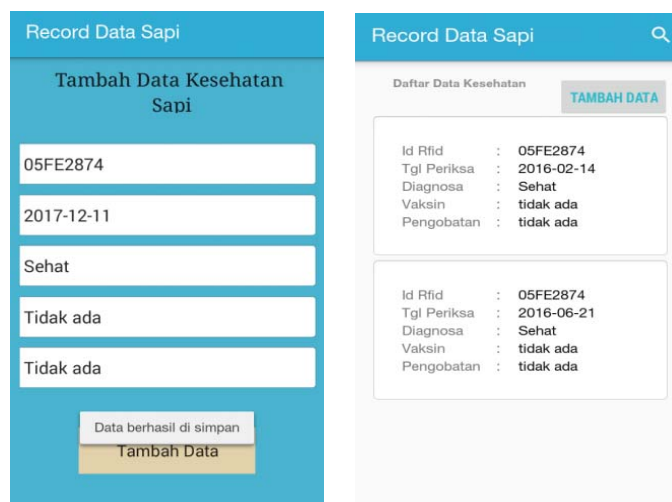 Record Data Sapi
Tambah Data Kesehatan
Sapi
05FE2874
2017-12-11
Sehat
Tidak ada
Tidak ada
Data berhasil di simpan
Tambah Data
Record Data Sapi
Daftar Data Kesehatan
TAMBAH DATA
Id Rfid : 05FE2874
Tgl Periksa : 2016-02-14
Diagnosa : Sehat
Vaksin : tidak ada
Pengobatan : tidak ada
Id Rfid : 05FE2874
Tgl Periksa : 2016-06-21
Diagnosa : Sehat
Vaksin : tidak ada
Pengobatan : tidak ada